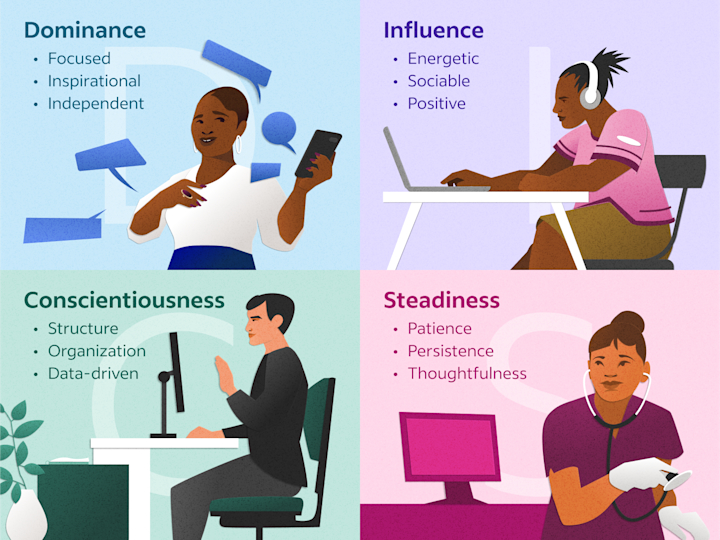 Dominance
• Focused
• Inspirational
• Independent
D
Influence
• Energetic
• Sociable
• Positive
I
Conscientiousness
• Structure
• Organization
• Data-driven
C
Steadiness
• Patience
• Persistence
• Thoughtfulness
S